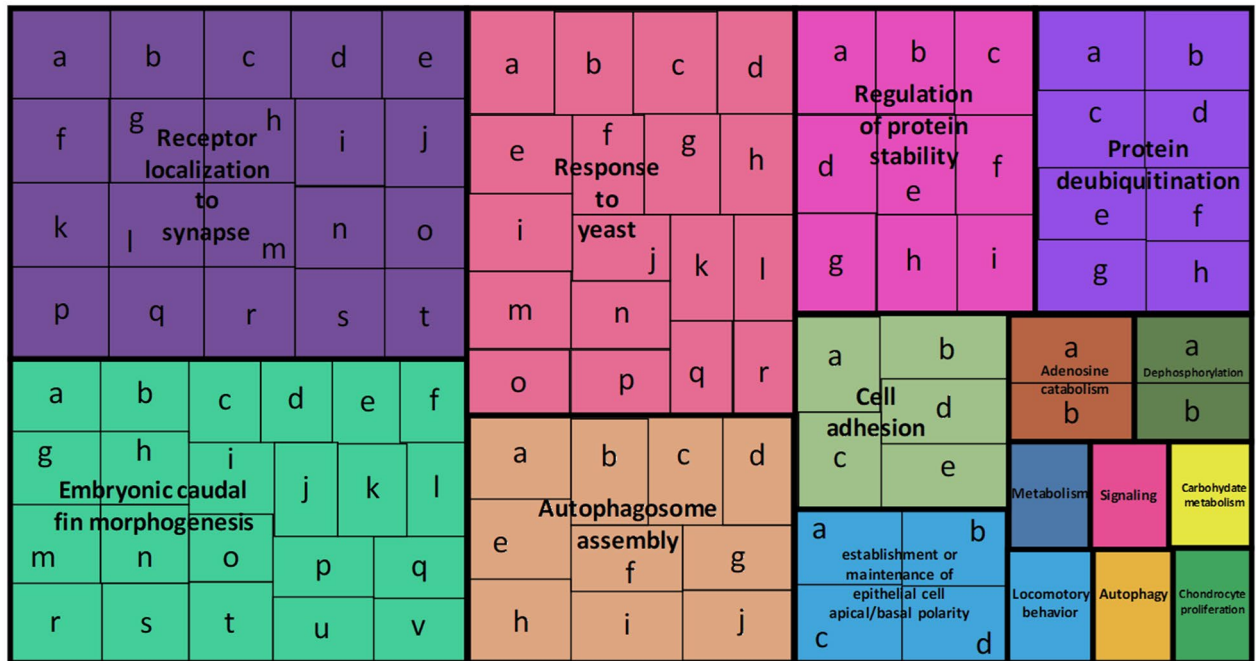 a b c d e
f g h i j
Receptor
localization
to
synapse
k l m n o
p q r s t
a b c d
e f g h
Response
to
yeast
i j k l
m n
o p q r
a b c
Regulation
of protein
stability
d e f
g h i
a b
c d
Protein
deubiquitination
e f
g h
a b c d e f
g h i j k l
Embryonic caudal
fin morphogenesis
m n o p q
r s t u v
a b c d
Autophagosome
assembly
e f g
h i j
a b
Cell
adhesion
d
c e
a
Adenosine
catabolism
b
a
Dephosphorylation
b
a b
establishment or
maintenance of
epithelial cell
apical/basal polarity
c d
Metabolism
Signaling
Carbohydate
metabolism
Locomotory
behavior
Autophagy
Chondrocyte
proliferation